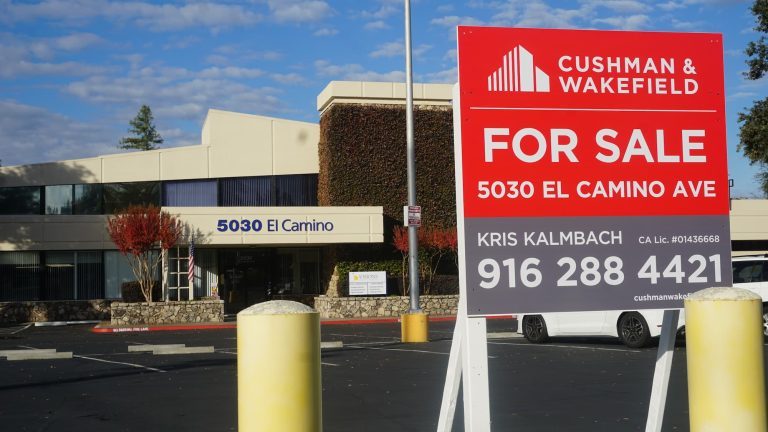 CUSHMAN &
WAKEFIELD
FOR SALE
5030 EL CAMINO AVE
KRIS KALMBACH CA Lic. #01436668
916 288 4421
cushmanwakef
5030 El Camino